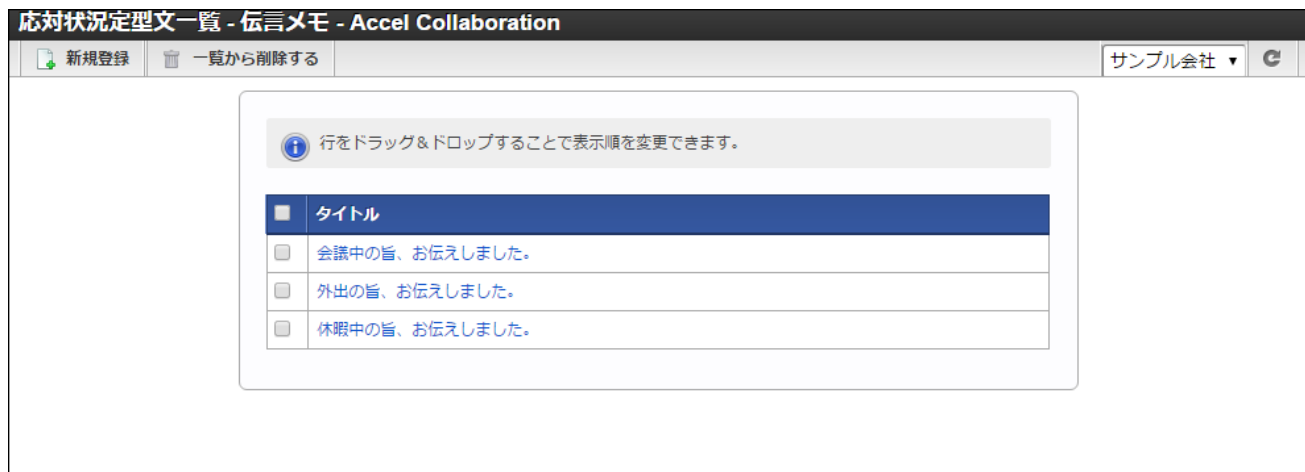 応対状況定型文一覧 - 伝言メモ - Accel Collaboration
新規登録 一覧から削除する サンプル会社
行をドラッグ&ドロップすることで表示順を変更できます。
タイトル
会議中の旨、お伝えしました。
外出の旨、お伝えしました。
休暇中の旨、お伝えしました。